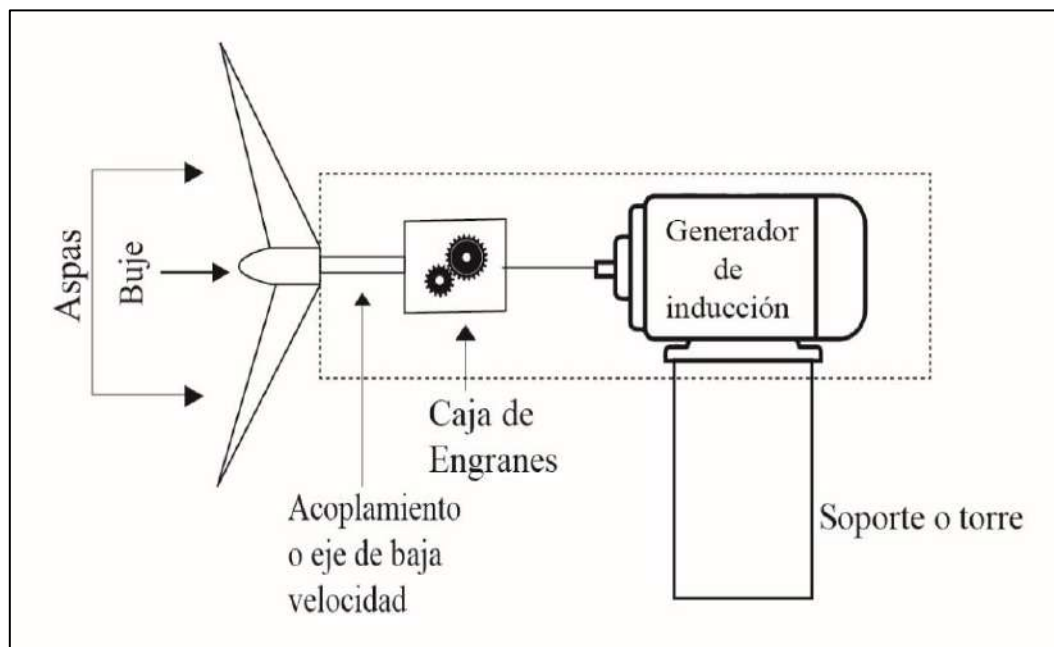 Aspas
Buje
Generador
de
inducción
Caja de
Engranes
Acoplamiento
o eje de baja
velocidad
Soporte o torre